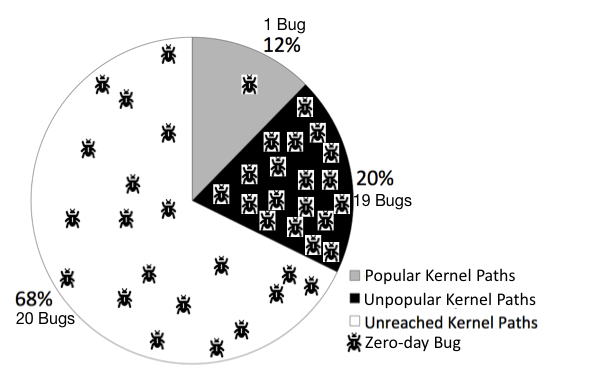 1 Bug
12%
20%
19 Bugs
68%
20 Bugs
Popular Kernel Paths
Unpopular Kernel Paths
Unreached Kernel Paths
Zero-day Bug